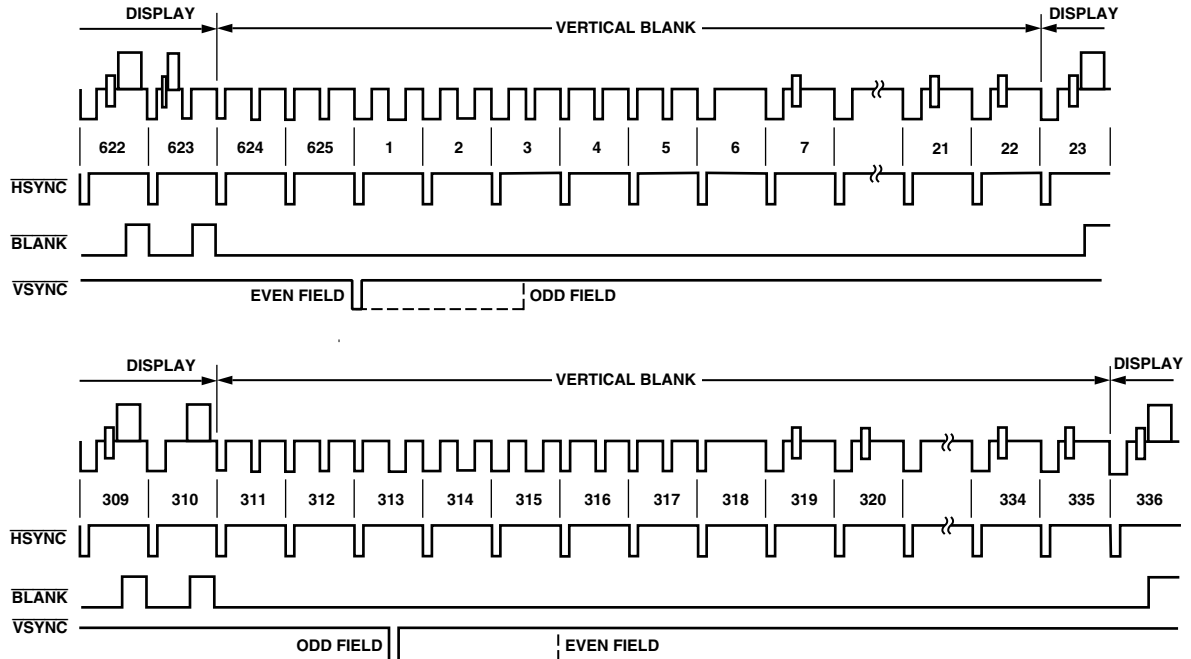 DISPLAY VERTICAL BLANK DISPLAY
622 623 624 625 1 2 3 4 5 6 7 21 22 23
HSYNC
BLANK
VSYNC
EVEN FIELD ODD FIELD
DISPLAY VERTICAL BLANK DISPLAY
309 310 311 312 313 314 315 316 317 318 319 320 334 335 336
HSYNC
BLANK
VSYNC
ODD FIELD EVEN FIELD